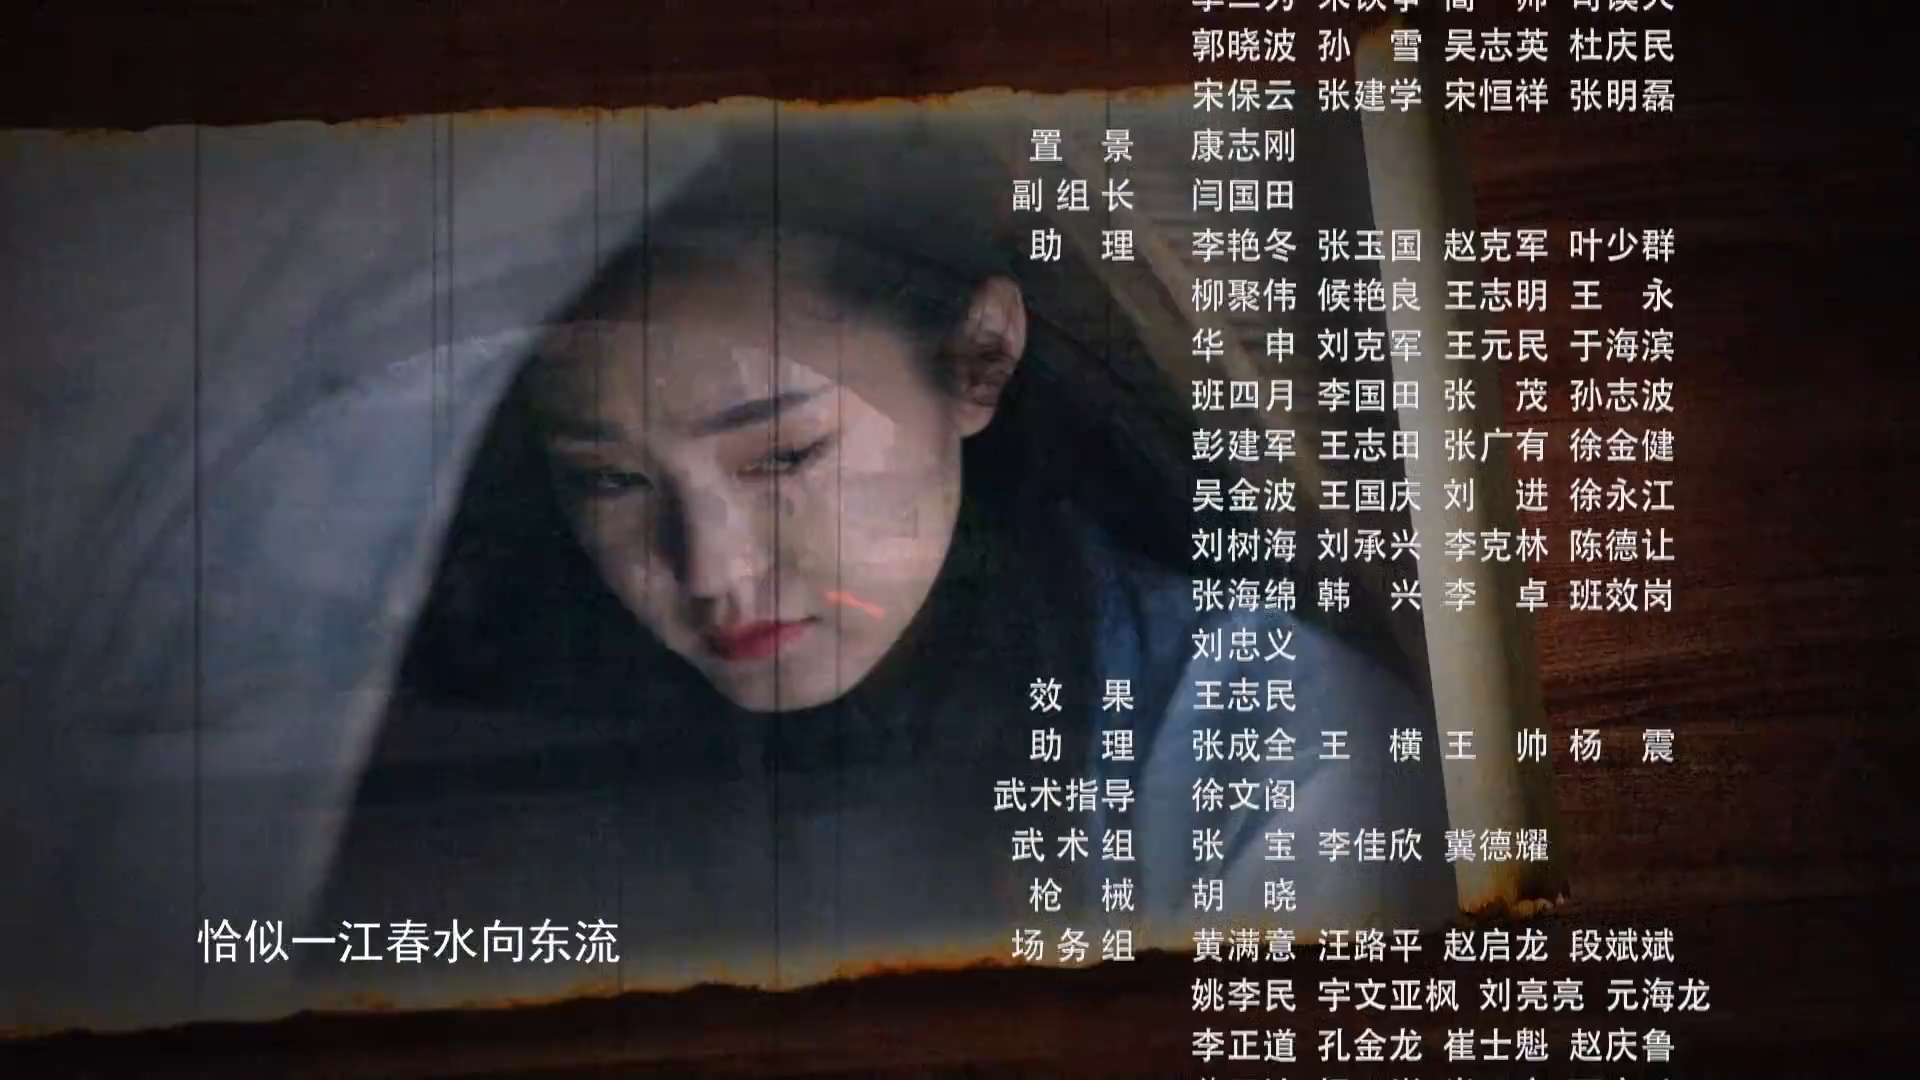 郭晓波 孙 雪 吴志英 杜庆民
宋保云 张建学 宋恒祥 张明磊
置 景 康志刚
副组长 闫国田
助 理 李艳冬 张玉国 赵克军 叶少群
柳聚伟 候艳良 王志明 王 永
华 申 刘克军 王元民 于海滨
班四月 李国田 张 茂 孙志波
彭建军 王志田 张广有 徐金健
吴金波 王国庆 刘 进 徐永江
刘树海 刘承兴 李克林 陈德让
张海绵 韩 兴 李 卓 班效岗
刘忠义
效 果 王志民
助 理 张成全 王 横 王 帅 杨 震
武术指导 徐文阁
武术组 张 宝 李佳欣 冀德耀
枪 械 胡 晓
恰似一江春水向东流
场务组 黄满意 汪路平 赵启龙 段斌斌
姚李民 宇文亚枫 刘亮亮 元海龙
李正道 孔金龙 崔士魁 赵庆鲁